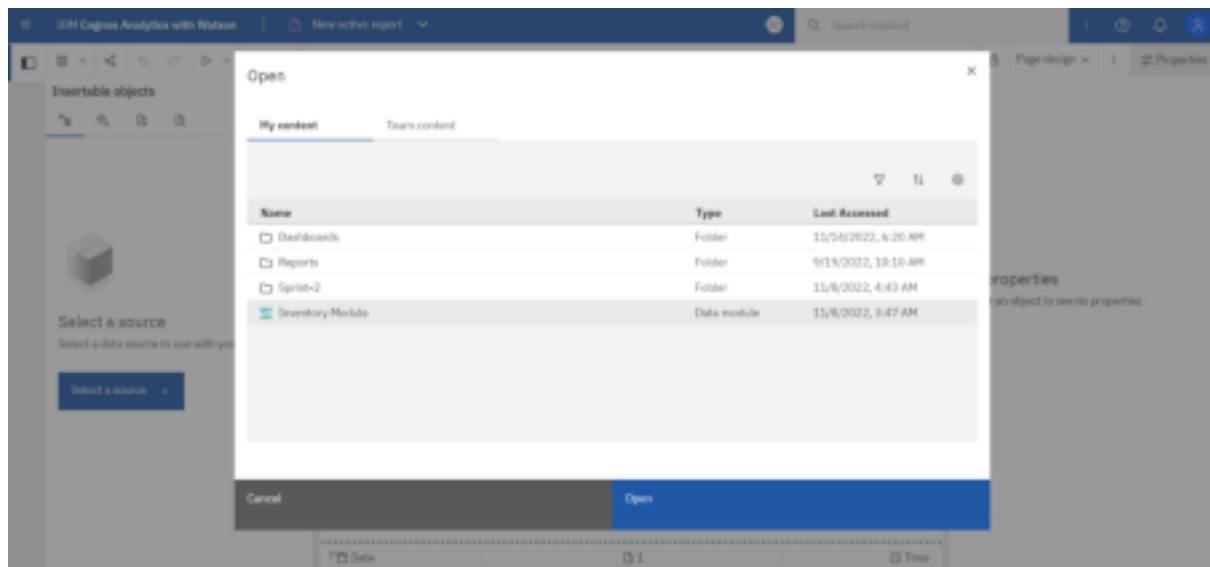 IBM Cognos Analytics with Watson
New active report
Search content
Page design
Properties
Insertable objects
Open
My content
Team content
Name Type Last Accessed
Dashboards Folder 6:20 AM
Reports Folder 9/19/2022, 10:10 AM
Sprint-2 Folder 11/8/2022, 4:43 AM
Inventory Module Data module 11/8/2022, 3:47 AM
Select a source
Select a data source to use with you
Select a source
properties
an object to see its properties
Cancel
Open
Date
1
Time